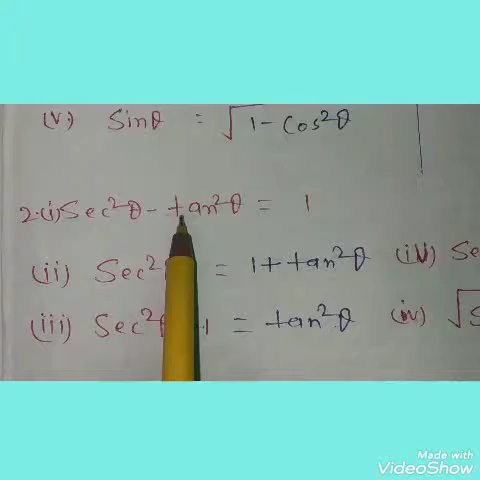 (v) Sinθ = √1 - Cos²θ
2.(i) Sec²θ - tan²θ = 1
(ii) Sec² = 1 + tan²θ (iv) Se
(iii) Sec²θ 1 = tan²θ (iv) √S
Made with
VideoShow